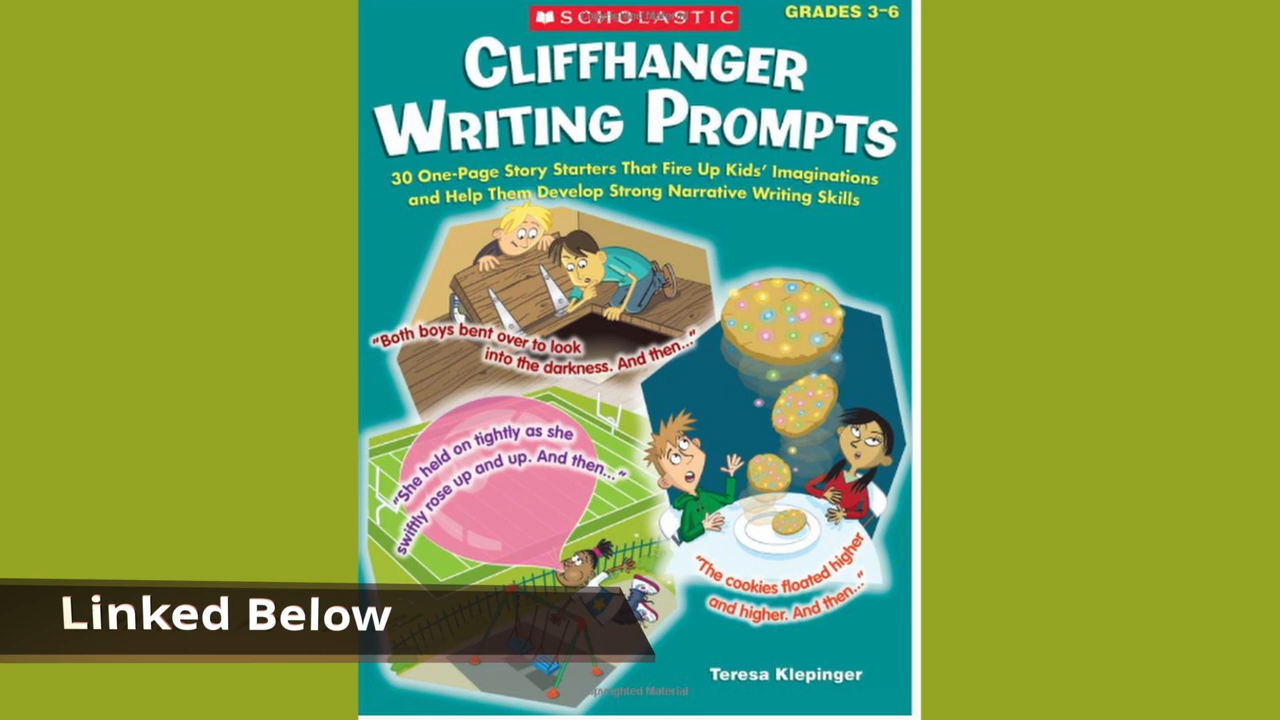 SCHOLASTIC
GRADES 3–6
CLIFFHANGER
WRITING PROMPTS
30 One-Page Story Starters That Fire Up Kids' Imaginations
and Help Them Develop Strong Narrative Writing Skills
"Both boys bent over to look
into the darkness. And then..."
"She held on tightly as she
swiftly rose up and up. And then..."
"The cookies floated higher
and higher. And then..."
Linked Below
Teresa Klepinger
Material